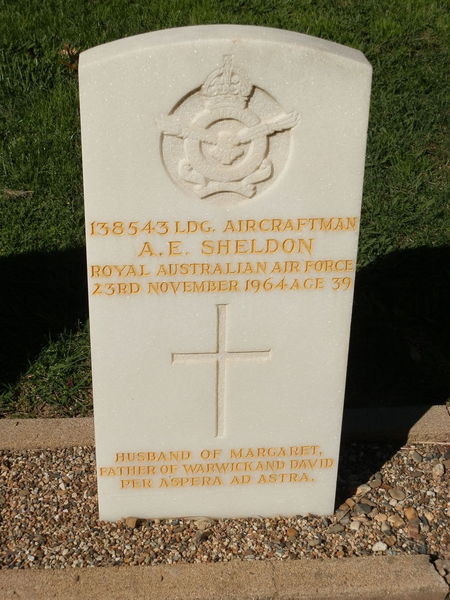 138543 LDG. AIRCRAFTMAN
A. E. SHELDON
ROYAL AUSTRALIAN AIR FORCE
23RD NOVEMBER 1964 AGE 39
HUSBAND OF MARGARET,
FATHER OF WARWICK AND DAVID
PER ASPERA AD ASTRA.